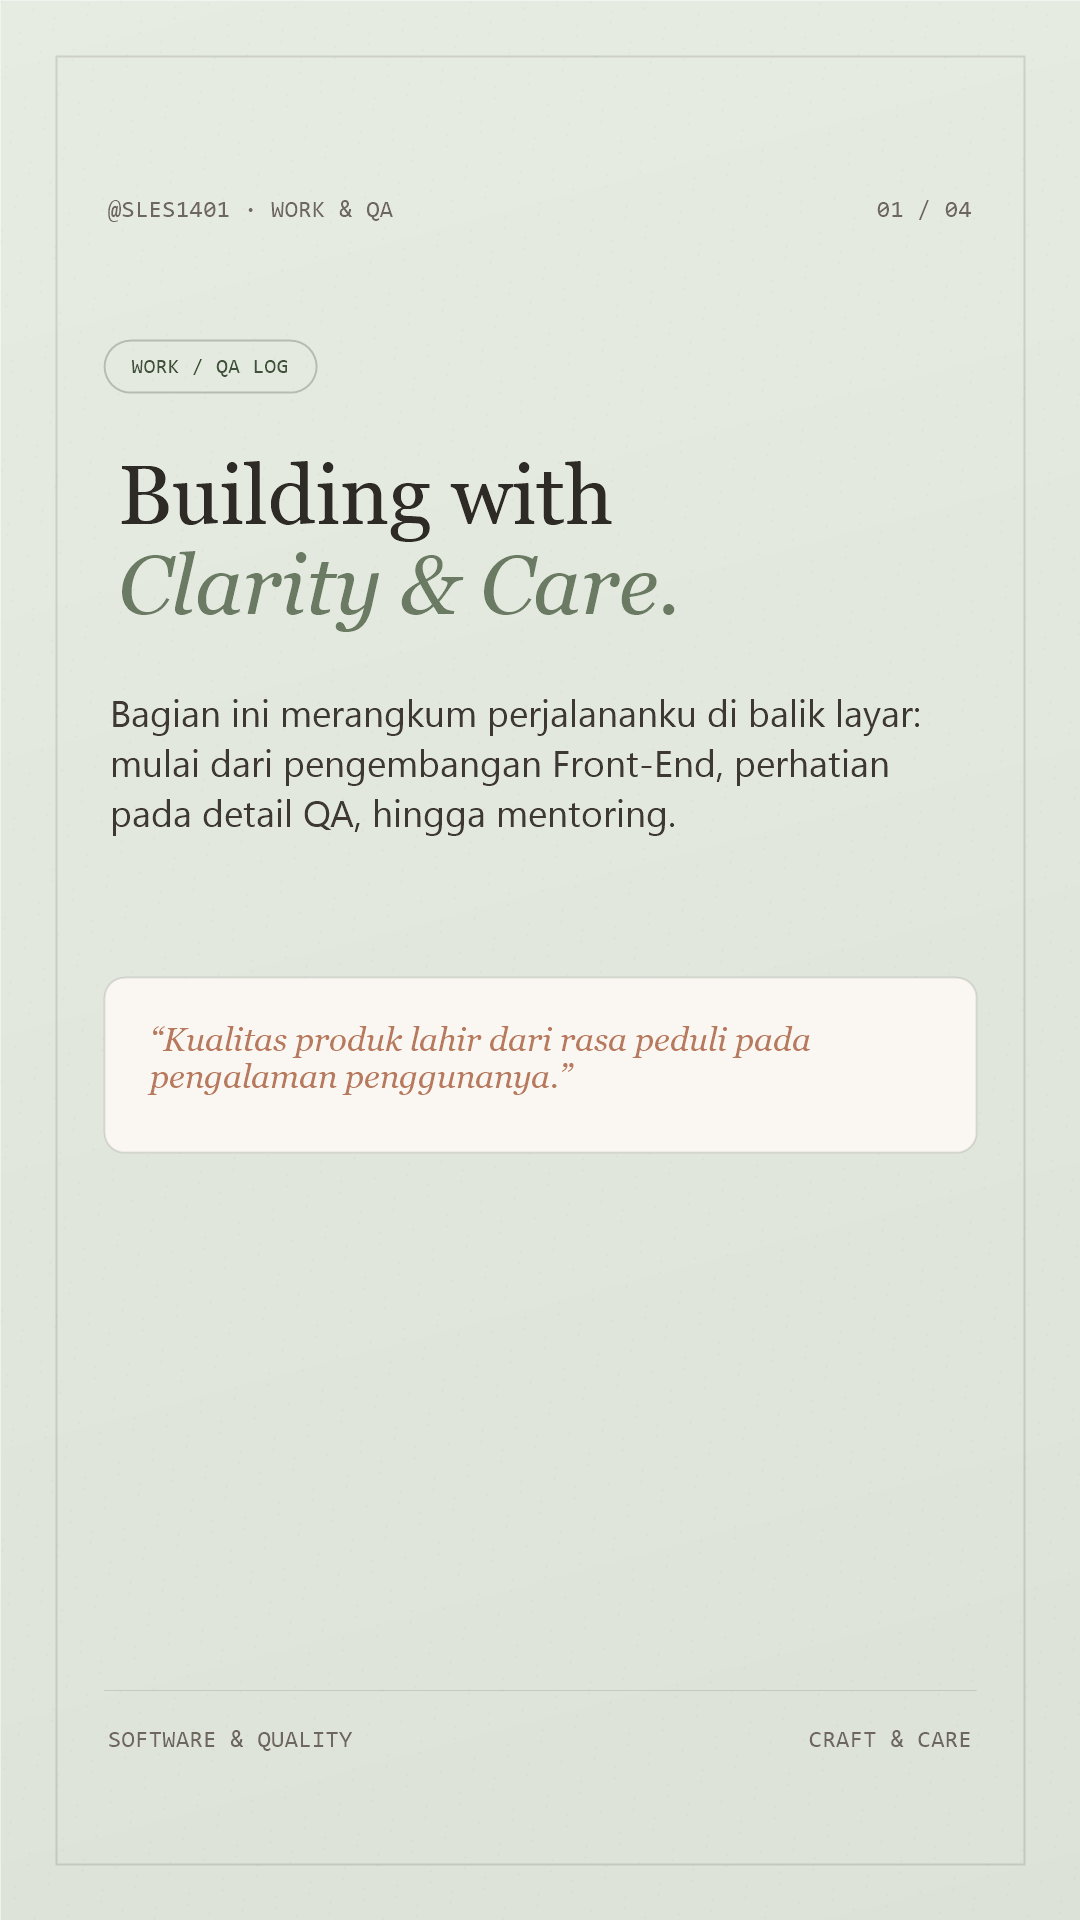 @SLES1401 · WORK & QA
01 / 04
WORK / QA LOG
Building with
Clarity & Care.
Bagian ini merangkum perjalananku di balik layar:
mulai dari pengembangan Front-End, perhatian
pada detail QA, hingga mentoring.
“Kualitas produk lahir dari rasa peduli pada
pengalaman penggunanya.”
SOFTWARE & QUALITY
CRAFT & CARE